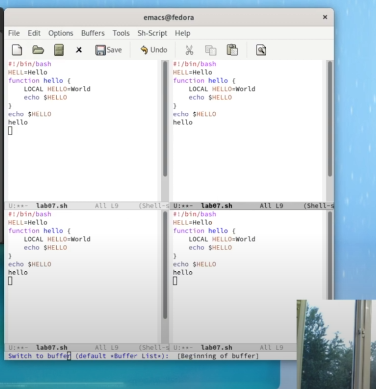 emacs@fedora ×
File Edit Options Buffers Tools Sh-Script Help
Save Undo
#!/bin/bash
HELL=Hello
function hello {
LOCAL HELLO=World
echo $HELLO
}
echo $HELLO
hello
U:**- lab07.sh All L9 (Shell-s
#!/bin/bash
HELL=Hello
function hello {
LOCAL HELLO=World
echo $HELLO
}
echo $HELLO
hello
U:**- lab07.sh All L9 (Shell-s
#!/bin/bash
HELL=Hello
function hello {
LOCAL HELLO=World
echo $HELLO
}
echo $HELLO
hello
U:**- lab07.sh All L9 (Shell-s
#!/bin/bash
HELL=Hello
function hello {
LOCAL HELLO=World
echo $HELLO
}
echo $HELLO
hello
U:**- lab07.sh All L9 (Shell-s
Switch to buffer (default *Buffer List*): [Beginning of buffer]